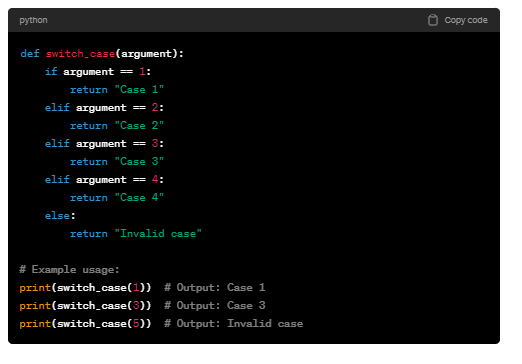 python Copy code
def switch_case(argument):
    if argument == 1:
        return "Case 1"
    elif argument == 2:
        return "Case 2"
    elif argument == 3:
        return "Case 3"
    elif argument == 4:
        return "Case 4"
    else:
        return "Invalid case"
# Example usage:
print(switch_case(1))  # Output: Case 1
print(switch_case(3))  # Output: Case 3
print(switch_case(5))  # Output: Invalid case